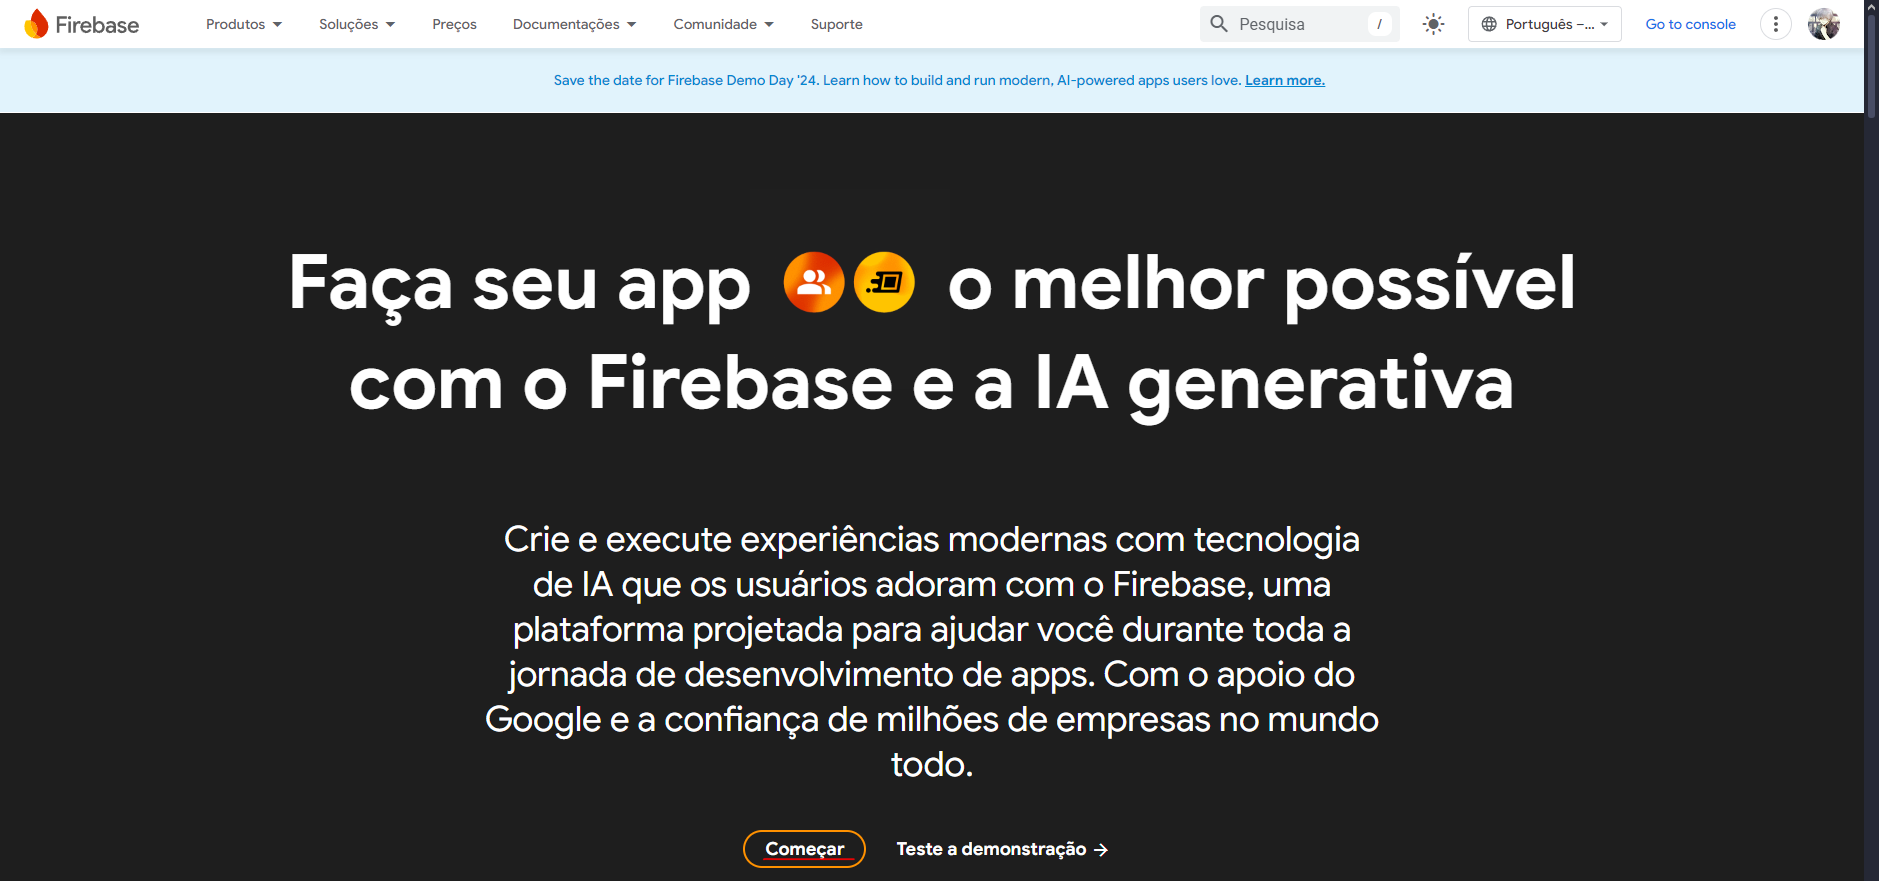 Firebase
Produtos
Soluções
Preços
Documentações
Comunidade
Suporte
Pesquisa
/
Português –...
Go to console
Save the date for Firebase Demo Day '24. Learn how to build and run modern, AI-powered apps users love. Learn more.
Faça seu app o melhor possível
com o Firebase e a IA generativa
Crie e execute experiências modernas com tecnologia
de IA que os usuários adoram com o Firebase, uma
plataforma projetada para ajudar você durante toda a
jornada de desenvolvimento de apps. Com o apoio do
Google e a confiança de milhões de empresas no mundo
todo.
Começar
Teste a demonstração →